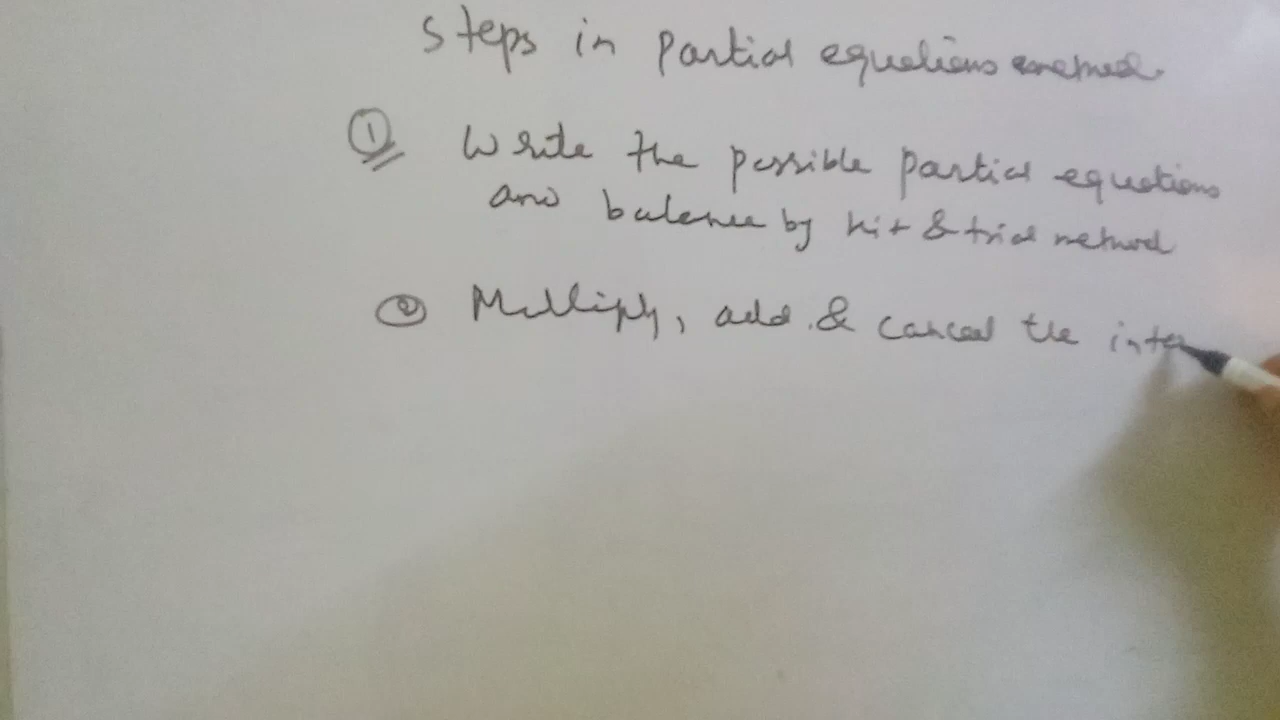 steps in Partial equations method.
① Write the possible partial equations
and balance by hit & trial method
② Multiply, add & cancel the inte